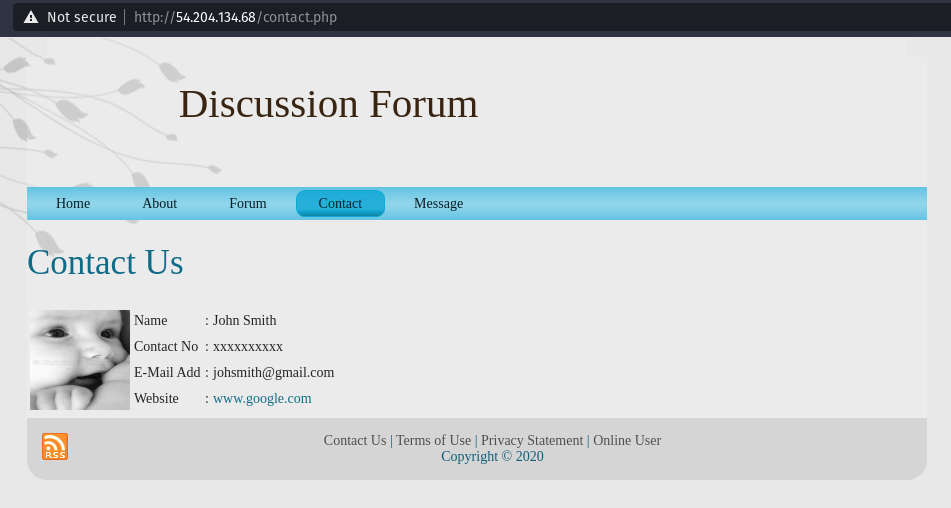 Not secure | http://54.204.134.68/contact.php
Discussion Forum
Home About Forum Contact Message
Contact Us
Name : John Smith
Contact No : xxxxxxxxxx
E-Mail Add : johsmith@gmail.com
Website : www.google.com
RSS
Contact Us | Terms of Use | Privacy Statement | Online User
Copyright © 2020